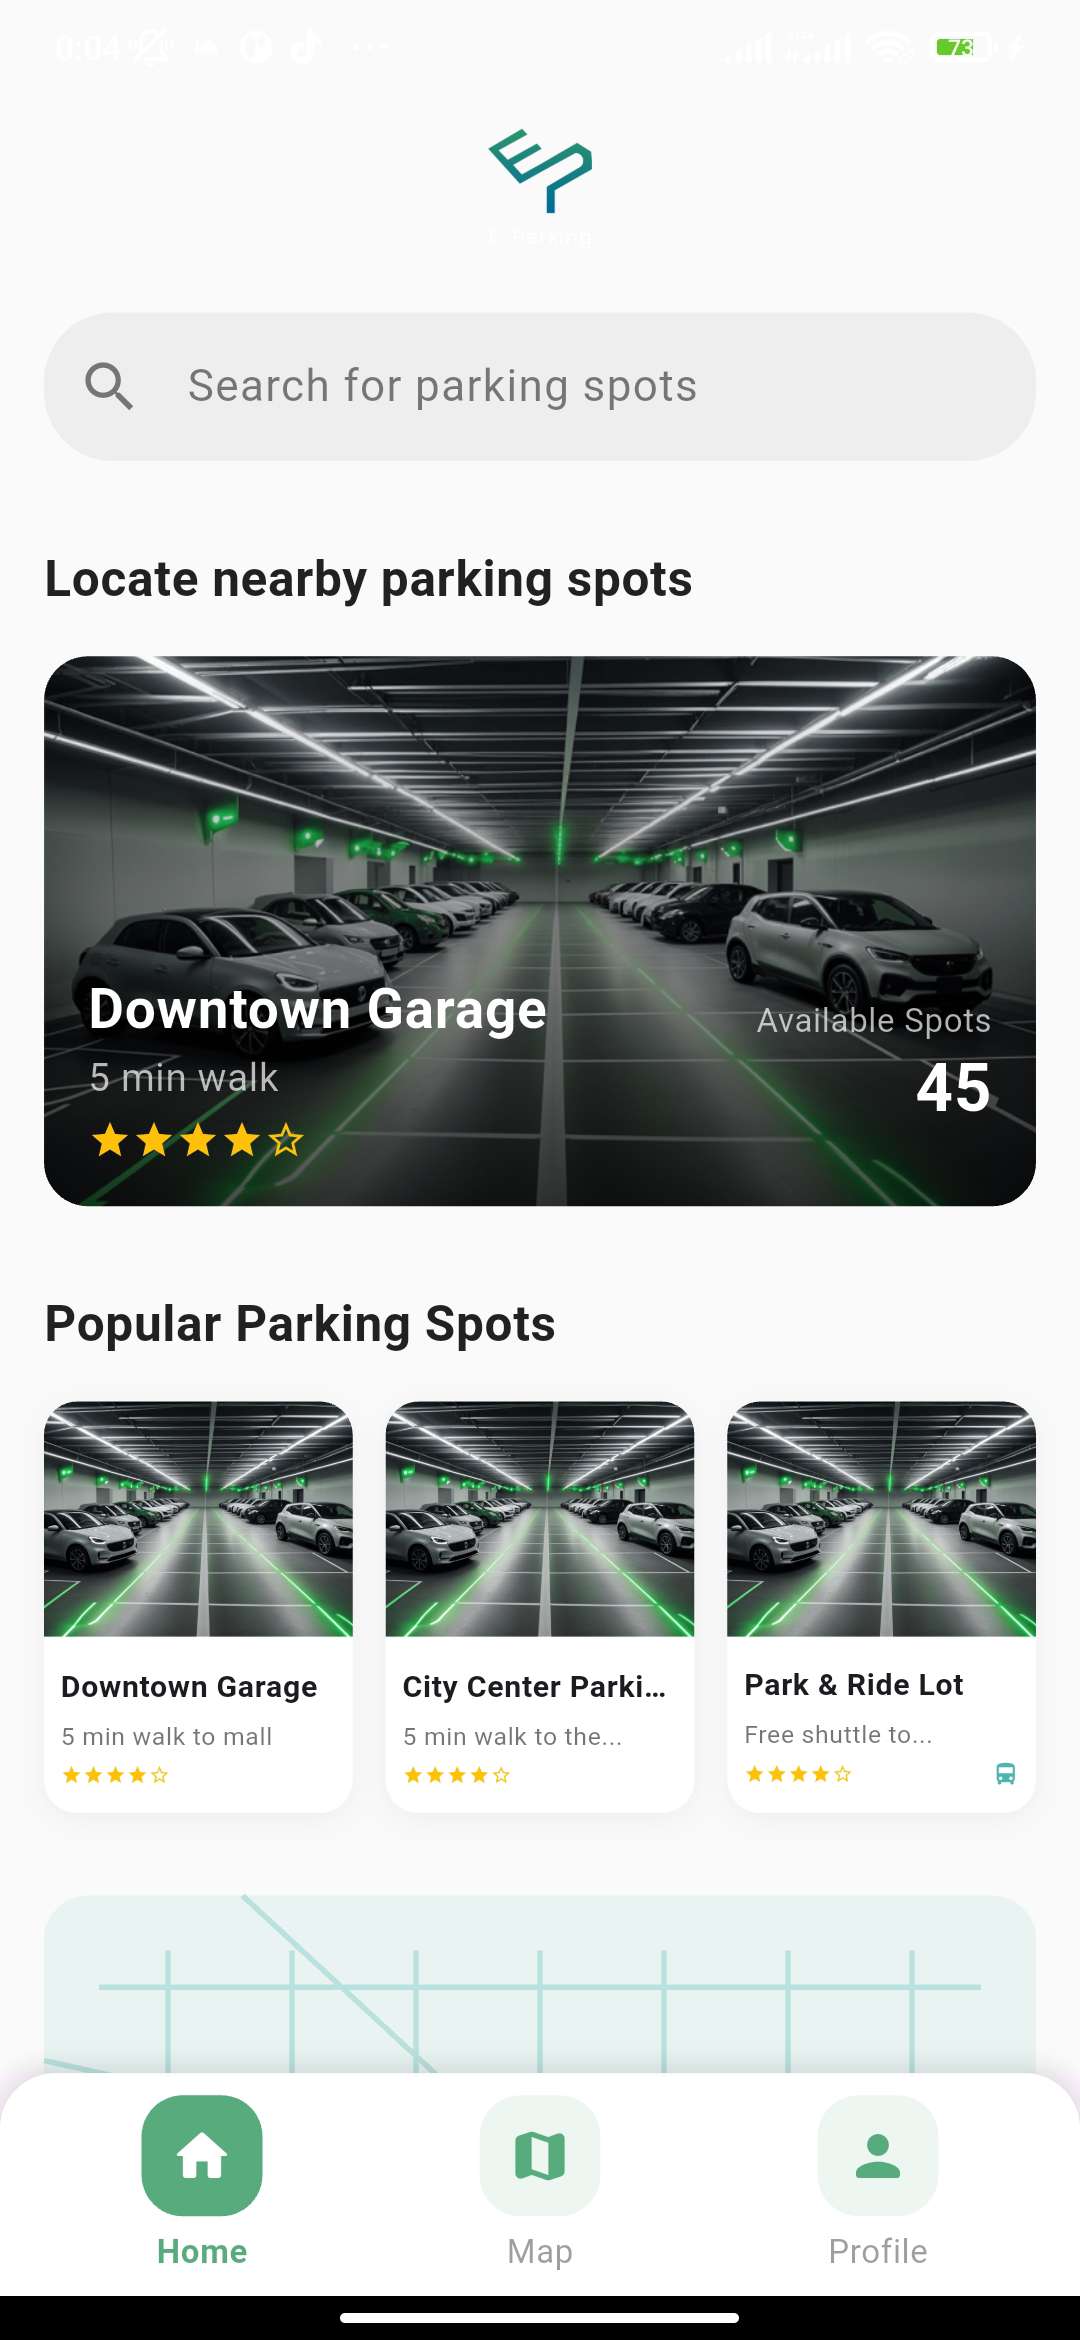 0:04
73
E-Parking
Search for parking spots
Locate nearby parking spots
Downtown Garage
5 min walk
Available Spots
45
Popular Parking Spots
Downtown Garage
5 min walk to mall
City Center Parki...
5 min walk to the...
Park & Ride Lot
Free shuttle to...
Home
Map
Profile